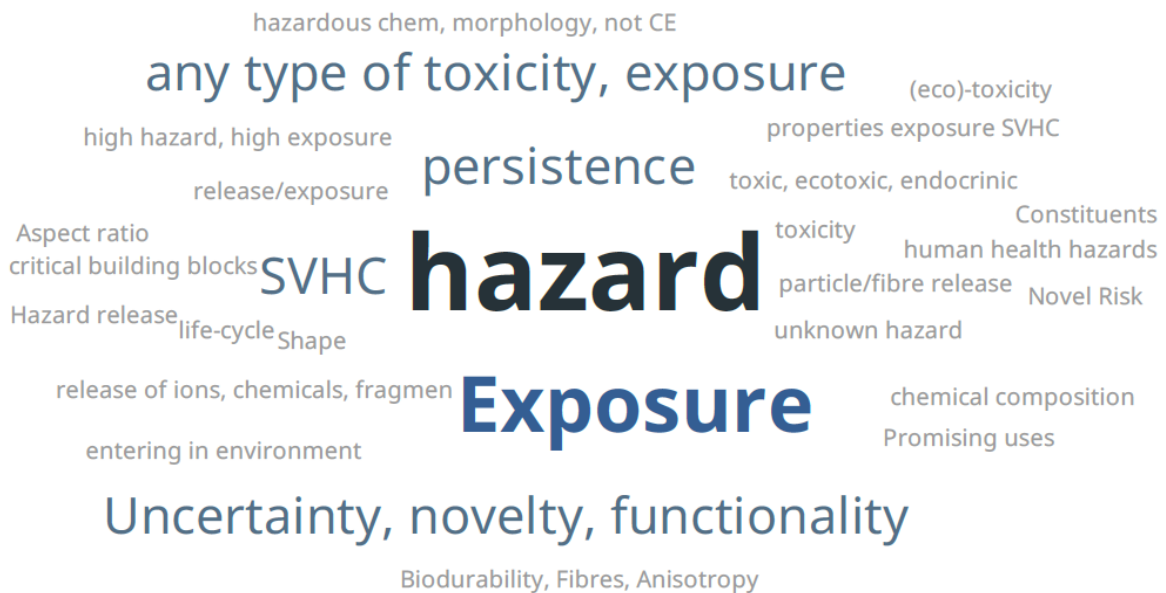 hazardous chem, morphology, not CE
any type of toxicity, exposure
(eco)-toxicity
high hazard, high exposure
properties exposure SVHC
persistence
release/exposure
toxic, ecotoxic, endocrinic
Constituents
Aspect ratio
toxicity
hazard
human health hazards
critical building blocks
SVHC
particle/fibre release
Novel Risk
Hazard release
life-cycle
Shape
unknown hazard
release of ions, chemicals, fragmen
Exposure
chemical composition
Promising uses
entering in environment
Uncertainty, novelty, functionality
Biodurability, Fibres, Anisotropy